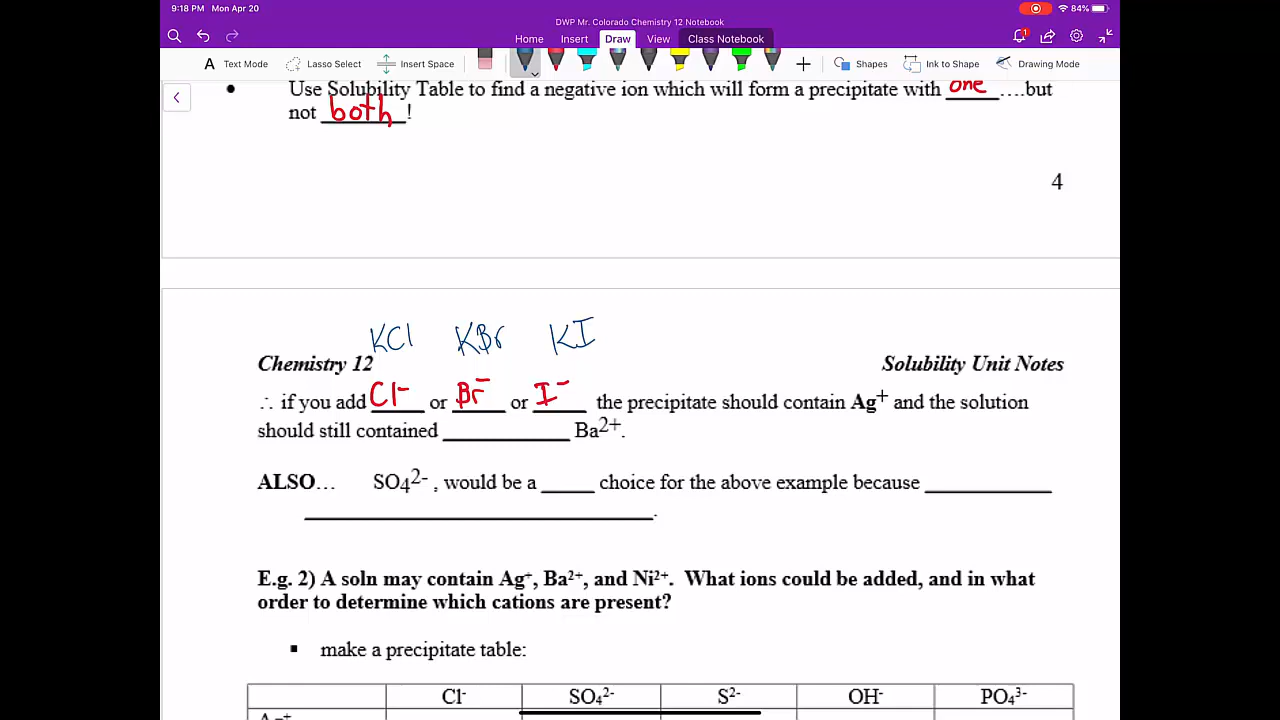 9:18 PM Mon Apr 20
84%
DWP Mr. Colorado Chemistry 12 Notebook
Home Insert Draw View Class Notebook
1
A Text Mode Lasso Select Insert Space Shapes Ink to Shape Drawing Mode
• Use Solubility Table to find a negative ion which will form a precipitate with one….but
not both!
4
KCl KBr KI
Chemistry 12 Solubility Unit Notes
∴ if you add Cl⁻ or Br⁻ or I⁻ the precipitate should contain Ag⁺ and the solution
should still contained ____________ Ba²⁺.
ALSO… SO₄²⁻ , would be a _____ choice for the above example because ____________
_________________________________.
E.g. 2) A soln may contain Ag⁺, Ba²⁺, and Ni²⁺. What ions could be added, and in what
order to determine which cations are present?
▪ make a precipitate table:
Cl⁻ SO₄²⁻ S²⁻ OH⁻ PO₄³⁻
Ag⁺